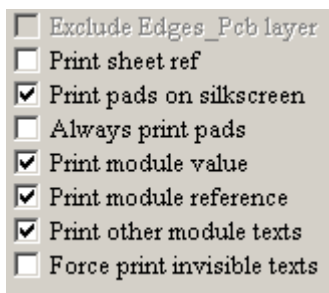 Exclude Edges_Pcb layer
Print sheet ref
Print pads on silkscreen
Always print pads
Print module value
Print module reference
Print other module texts
Force print invisible texts